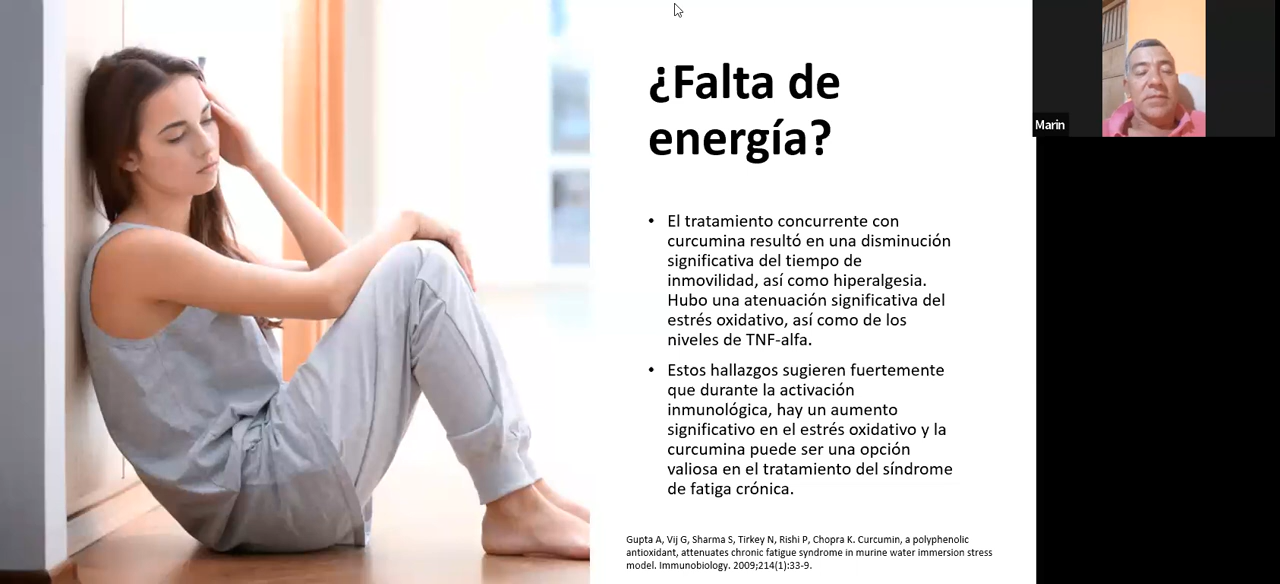 ¿Falta de
energía?
• El tratamiento concurrente con
curcumina resultó en una disminución
significativa del tiempo de
inmovilidad, así como hiperalgesia.
Hubo una atenuación significativa del
estrés oxidativo, así como de los
niveles de TNF-alfa.
• Estos hallazgos sugieren fuertemente
que durante la activación
inmunológica, hay un aumento
significativo en el estrés oxidativo y la
curcumina puede ser una opción
valiosa en el tratamiento del síndrome
de fatiga crónica.
Gupta A, Vij G, Sharma S, Tirkey N, Rishi P, Chopra K. Curcumin, a polyphenolic
antioxidant, attenuates chronic fatigue syndrome in murine water immersion stress
model. Immunobiology. 2009;214(1):33-9.
Marin